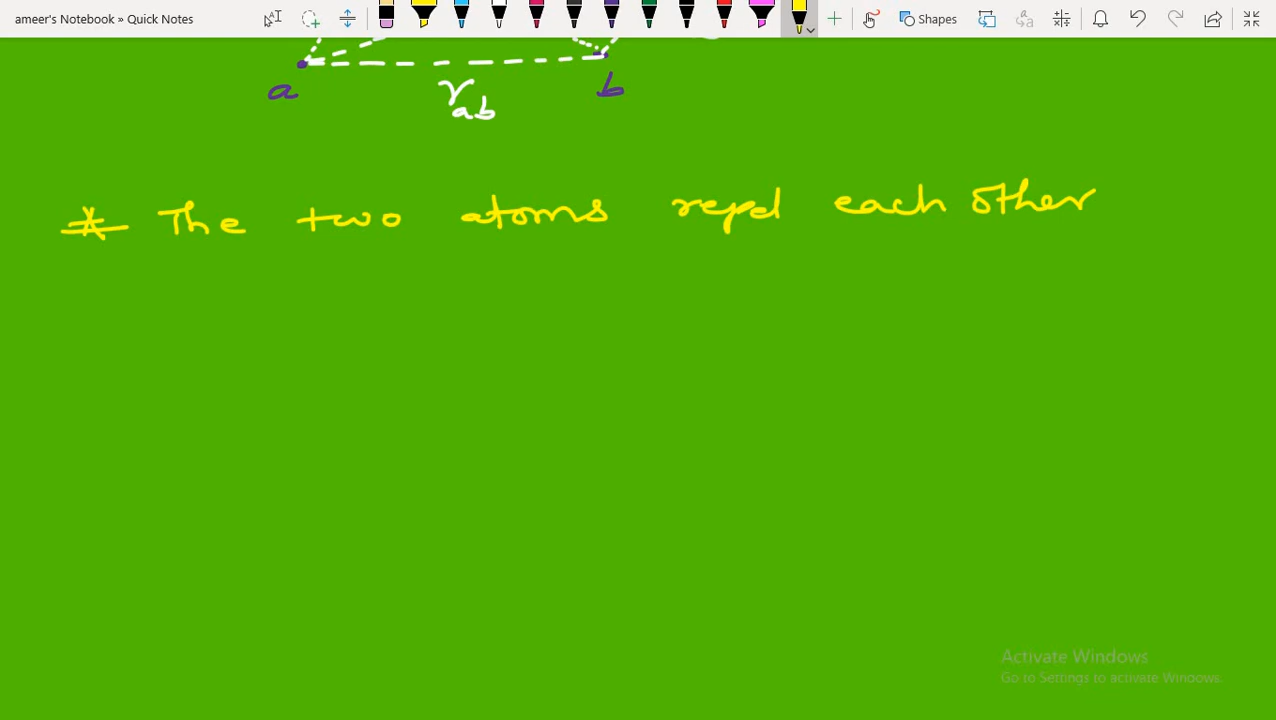 ameer's Notebook » Quick Notes
Shapes
a
b
r ab
* The two atoms repel each other
Activate Windows
Go to Settings to activate Windows.